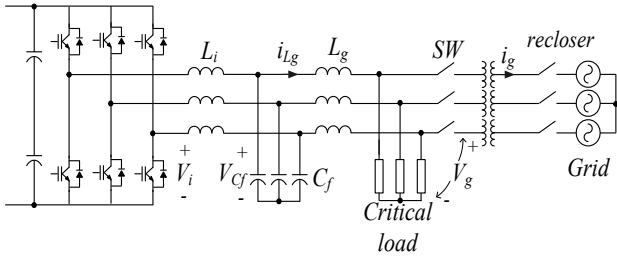 L_i
i_Lg
L_g
SW
i_g
recloser
+
V_i
-
+
V_Cf
-
C_f
+
V_g
-
Critical
load
Grid